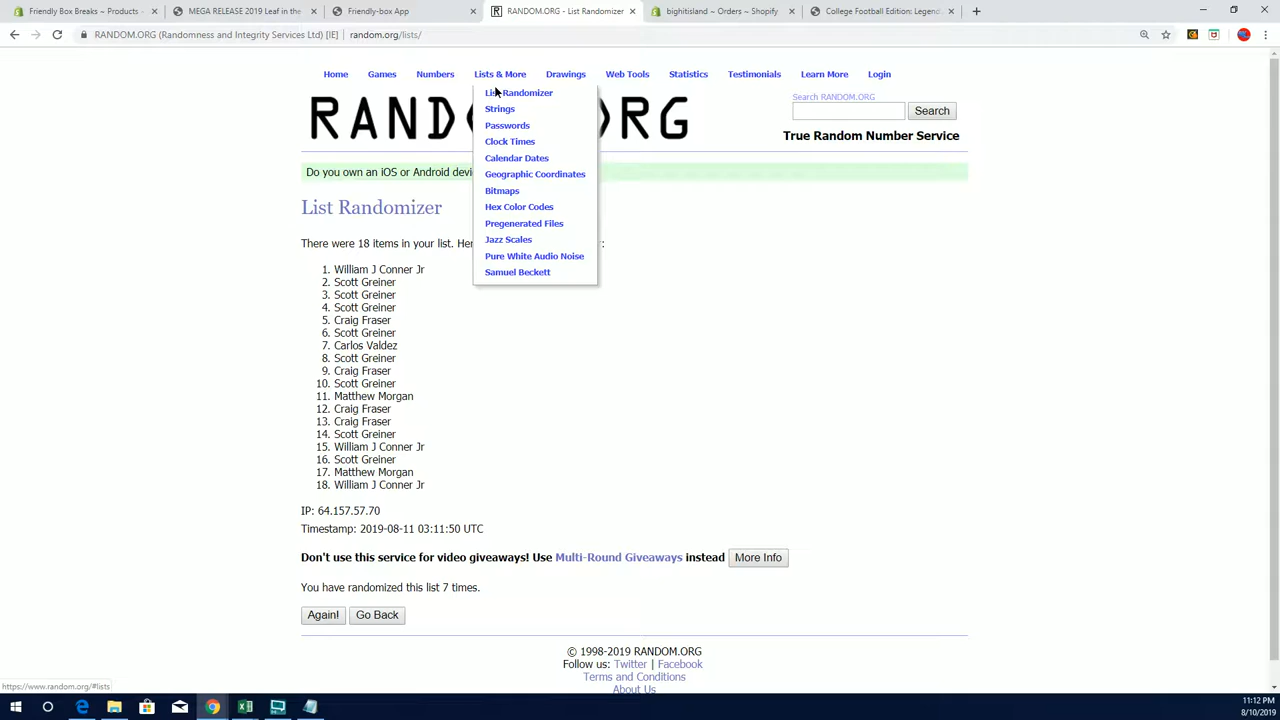 Friendly Box Breaks ~ Products ·
MEGA RELEASE 2019 Leaf in the
Friendly-box App
RANDOM.ORG - List Randomizer
bightisland ~ Orders ~ Shopify
College Football Edition: Legend
RANDOM.ORG (Randomness and Integrity Services Ltd) [IE] | random.org/lists/
Home Games Numbers Lists & More Drawings Web Tools Statistics Testimonials Learn More Login
List Randomizer
Strings
Passwords
Clock Times
Calendar Dates
Geographic Coordinates
Bitmaps
Hex Color Codes
Pregenerated Files
Jazz Scales
Pure White Audio Noise
Samuel Beckett
Search RANDOM.ORG
Search
True Random Number Service
Do you own an iOS or Android devi
List Randomizer
There were 18 items in your list. Her
1. William J Conner Jr
2. Scott Greiner
3. Scott Greiner
4. Scott Greiner
5. Craig Fraser
6. Scott Greiner
7. Carlos Valdez
8. Scott Greiner
9. Craig Fraser
10. Scott Greiner
11. Matthew Morgan
12. Craig Fraser
13. Craig Fraser
14. Scott Greiner
15. William J Conner Jr
16. Scott Greiner
17. Matthew Morgan
18. William J Conner Jr
IP: 64.157.57.70
Timestamp: 2019-08-11 03:11:50 UTC
Don't use this service for video giveaways! Use Multi-Round Giveaways instead More Info
You have randomized this list 7 times.
Again! Go Back
© 1998-2019 RANDOM.ORG
Follow us: Twitter | Facebook
Terms and Conditions
About Us
https://www.random.org/#lists
11:12 PM
8/10/2019